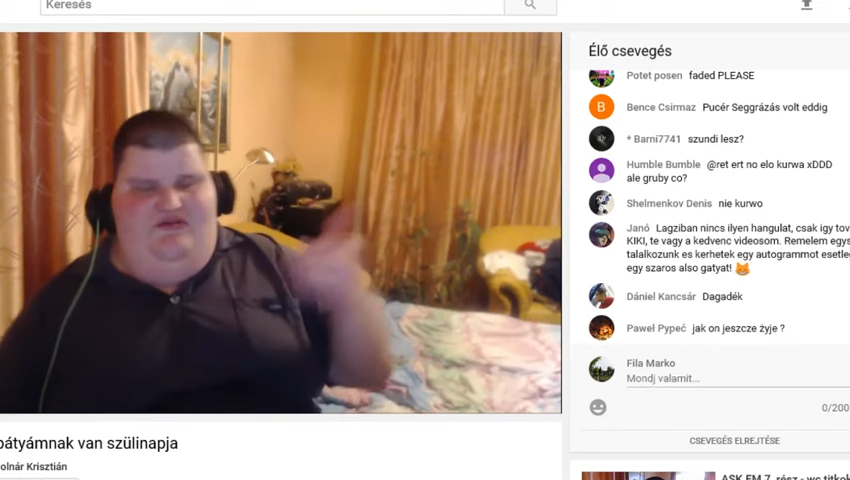 Keresés
Élő csevegés
Potet posen faded PLEASE
Bence Csirmaz Pucér Seggrázás volt eddig
* Barni7741 szundi lesz?
Humble Bumble @ret ert no elo kurwa xDDD
ale gruby co?
Shelmenkov Denis nie kurwo
Janó Lagziban nincs ilyen hangulat, csak igy tov
KIKI, te vagy a kedvenc videosom. Remelem egys
talalkozunk es kerhetek egy autogrammot esetleg
egy szaros also gatyat!
Dániel Kancsár Dagadék
Paweł Pypeć jak on jeszcze żyje ?
Fila Marko
Mondj valamit...
0/200
CSEVEGÉS ELREJTÉSE
bátyámnak van szülinapja
olnár Krisztián
ASK.FM 7. rész - wc titkok